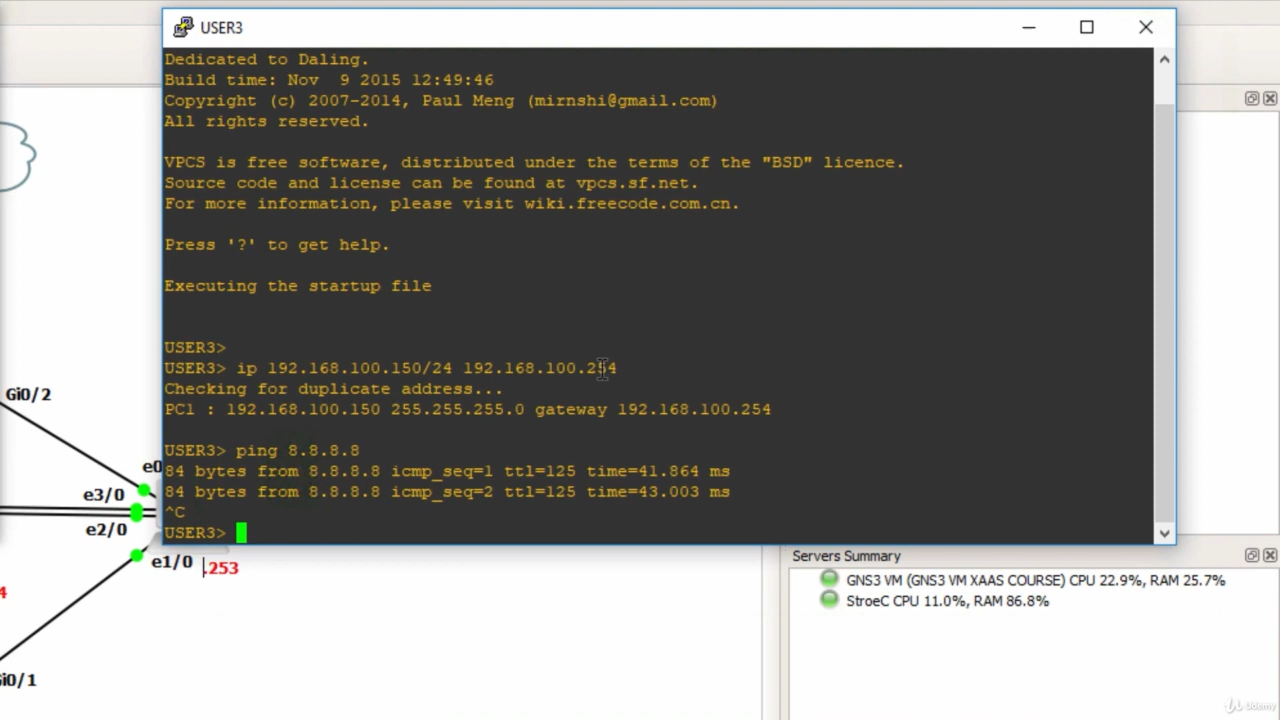 USER3
Dedicated to Daling.
Build time: Nov  9 2015 12:49:46
Copyright (c) 2007-2014, Paul Meng (mirnshi@gmail.com)
All rights reserved.
VPCS is free software, distributed under the terms of the "BSD" licence.
Source code and license can be found at vpcs.sf.net.
For more information, please visit wiki.freecode.com.cn.
Press '?' to get help.
Executing the startup file
USER3>
USER3> ip 192.168.100.150/24 192.168.100.254
Checking for duplicate address...
PC1 : 192.168.100.150 255.255.255.0 gateway 192.168.100.254
USER3> ping 8.8.8.8
84 bytes from 8.8.8.8 icmp_seq=1 ttl=125 time=41.864 ms
84 bytes from 8.8.8.8 icmp_seq=2 ttl=125 time=43.003 ms
^C
USER3>
Gi0/2
e0
e3/0
e2/0
e1/0
.253
4
Gi0/1
Servers Summary
GNS3 VM (GNS3 VM XAAS COURSE) CPU 22.9%, RAM 25.7%
StroeC CPU 11.0%, RAM 86.8%
Udemy